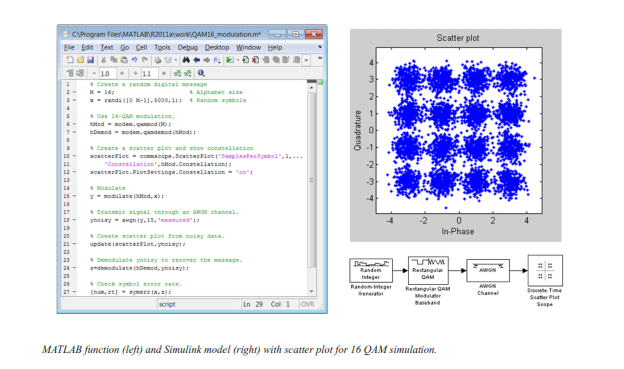 C:\Program Files\MATLAB\R2011a\work\QAM16_modulation.m*
File Edit Text Go Cell Tools Debug Desktop Window Help
- 1.0 + ÷ 1.1 ×
1 % Create a random digital message
2 - M = 16; % Alphabet size
3 - x = randi([0 M-1],5000,1); % Random symbols
4
5 % Use 16-QAM modulation.
6 - hMod = modem.qammod(M);
7 - hDemod = modem.qamdemod(hMod);
8
9 % Create a scatter plot and show constellation
10 - scatterPlot = commscope.ScatterPlot('SamplesPerSymbol',1,...
11 'Constellation',hMod.Constellation);
12 - scatterPlot.PlotSettings.Constellation = 'on';
13
14 % Modulate
15 - y = modulate(hMod,x);
16
17 % Transmit signal through an AWGN channel.
18 - ynoisy = awgn(y,15,'measured');
19
20 % Create scatter plot from noisy data.
21 - update(scatterPlot,ynoisy);
22
23 % Demodulate ynoisy to recover the message.
24 - z=demodulate(hDemod,ynoisy);
25
26 % Check symbol error rate.
27 - [num,rt] = symerr(x,z);
script Ln 29 Col 1 OVR
Scatter plot
4
3
2
1
0
-1
-2
-3
-4
Quadrature
-4 -2 0 2 4
In-Phase
Random
Integer
Random-Integer
Generator
Rectangular
QAM
Rectangular QAM
Modulator
Baseband
AWGN
AWGN
Channel
Discrete-Time
Scatter Plot
Scope
MATLAB function (left) and Simulink model (right) with scatter plot for 16 QAM simulation.